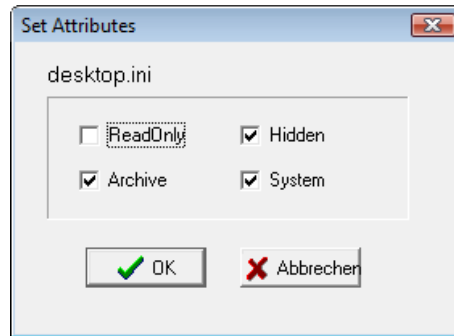 Set Attributes
desktop.ini
ReadOnly Hidden
Archive System
OK Abbrechen